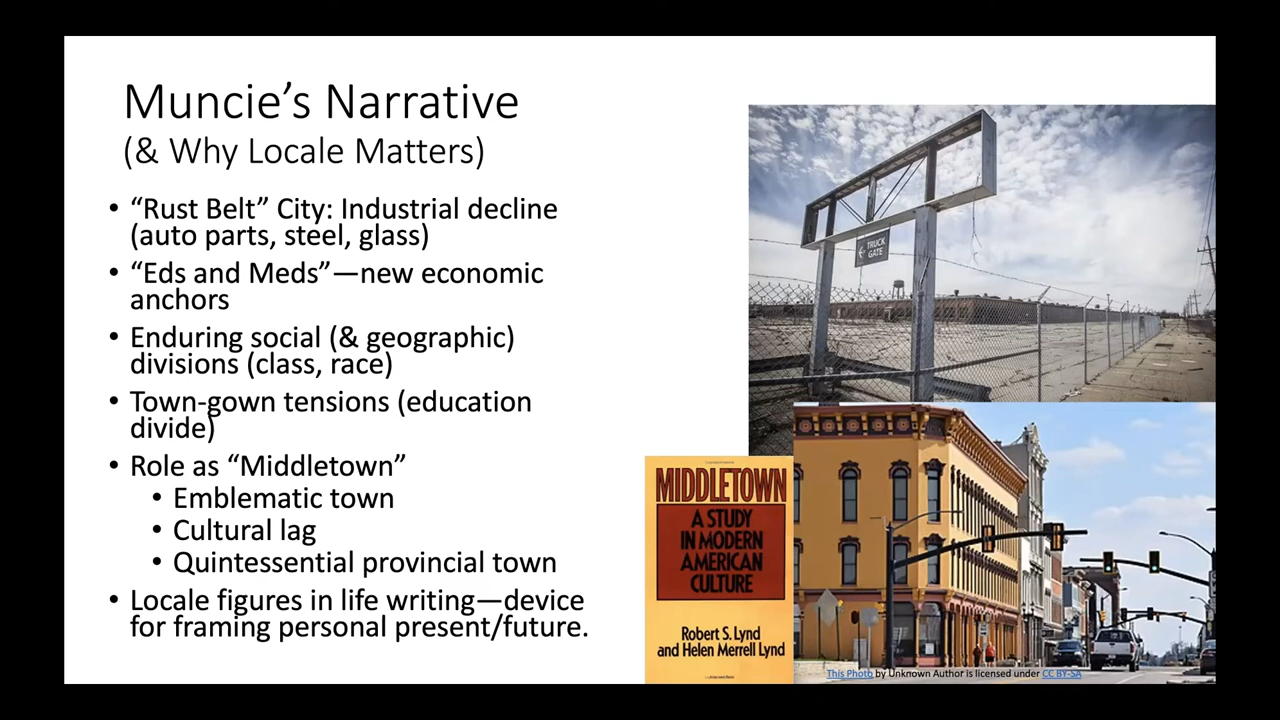 Muncie’s Narrative
(& Why Locale Matters)
• “Rust Belt” City: Industrial decline
(auto parts, steel, glass)
• “Eds and Meds”—new economic
anchors
• Enduring social (& geographic)
divisions (class, race)
• Town-gown tensions (education
divide)
• Role as “Middletown”
• Emblematic town
• Cultural lag
• Quintessential provincial town
• Locale figures in life writing—device
for framing personal present/future.
TRUCK
GATE
MIDDLETOWN
A STUDY
IN MODERN
AMERICAN
CULTURE
Robert S. Lynd
and Helen Merrell Lynd
This Photo by Unknown Author is licensed under CC BY-SA